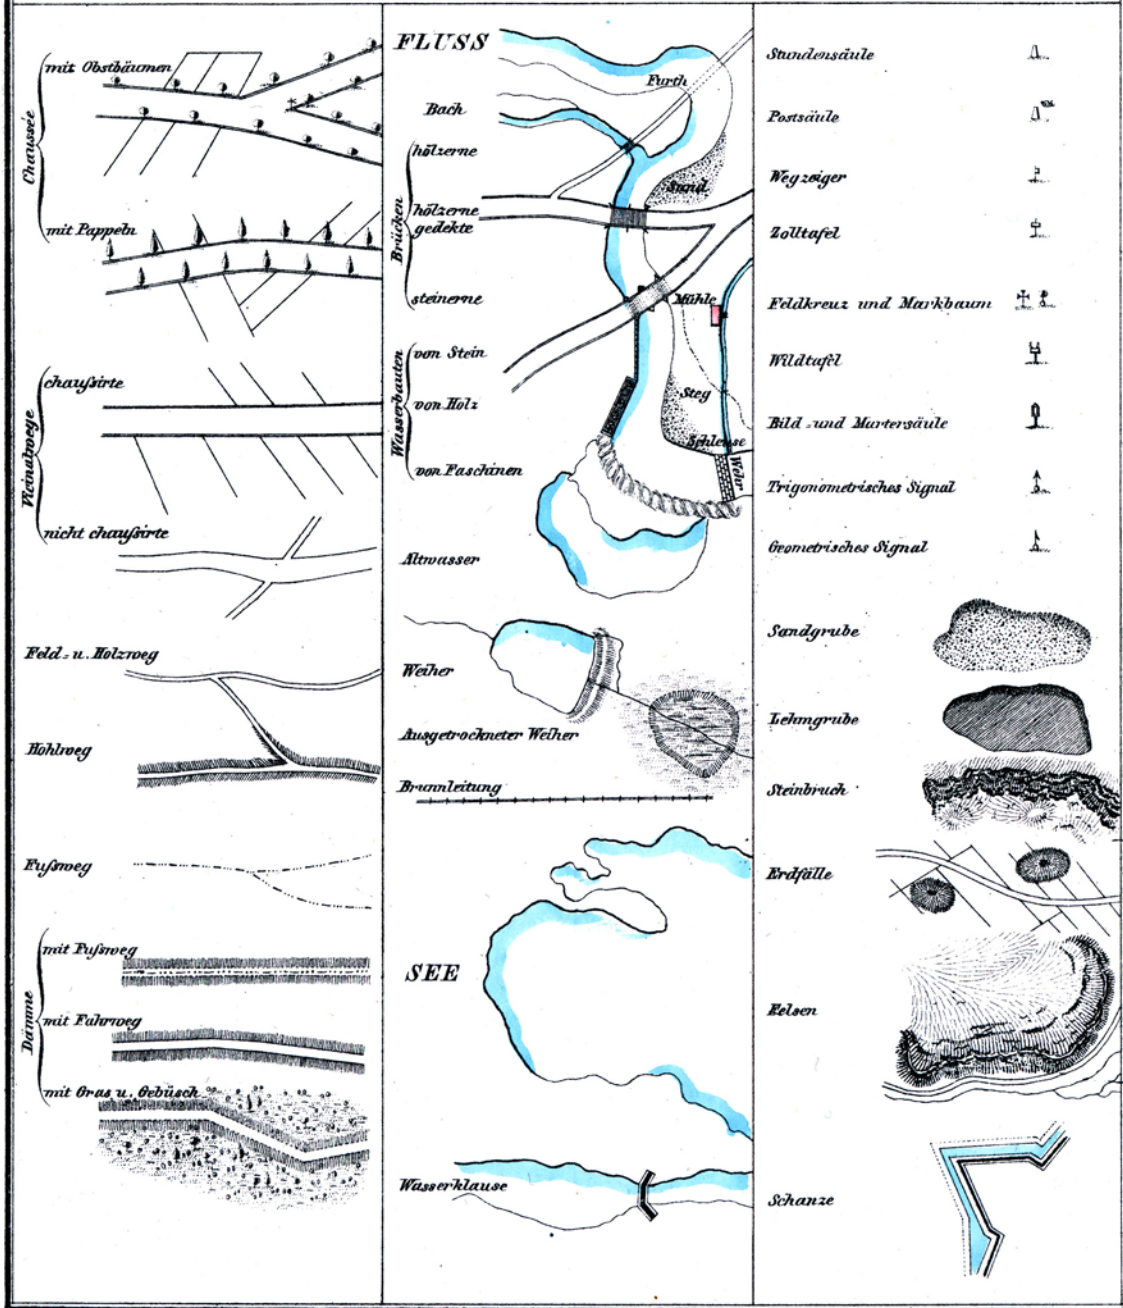 Chaussée
mit Obstbäumen
mit Pappeln
Vicinalweg
chaußirte
nicht chaußirte
Feld- u. Holzweg
Hohlweg
Fußweg
Dämme
mit Fußweg
mit Fahrweg
mit Gras u. Gebüsch
FLUSS
Furth
Bach
Brücken
hölzerne
Sand
hölzerne
gedekte
steinerne
Mühle
Wasserbauten
von Stein
von Holz
Steg
Schleuse
Wehr
von Faschinen
Altwasser
Weiher
Ausgetrockneter Weiher
Brunnleitung
SEE
Wasserklause
Stundensäule
Postsäule
Wegzeiger
Zolltafel
Feldkreuz und Markbaum
Wildtafel
Bild- und Martersäule
Trigonometrisches Signal
Geometrisches Signal
Sandgrube
Lehmgrube
Steinbruch
Erdfälle
Felsen
Schanze